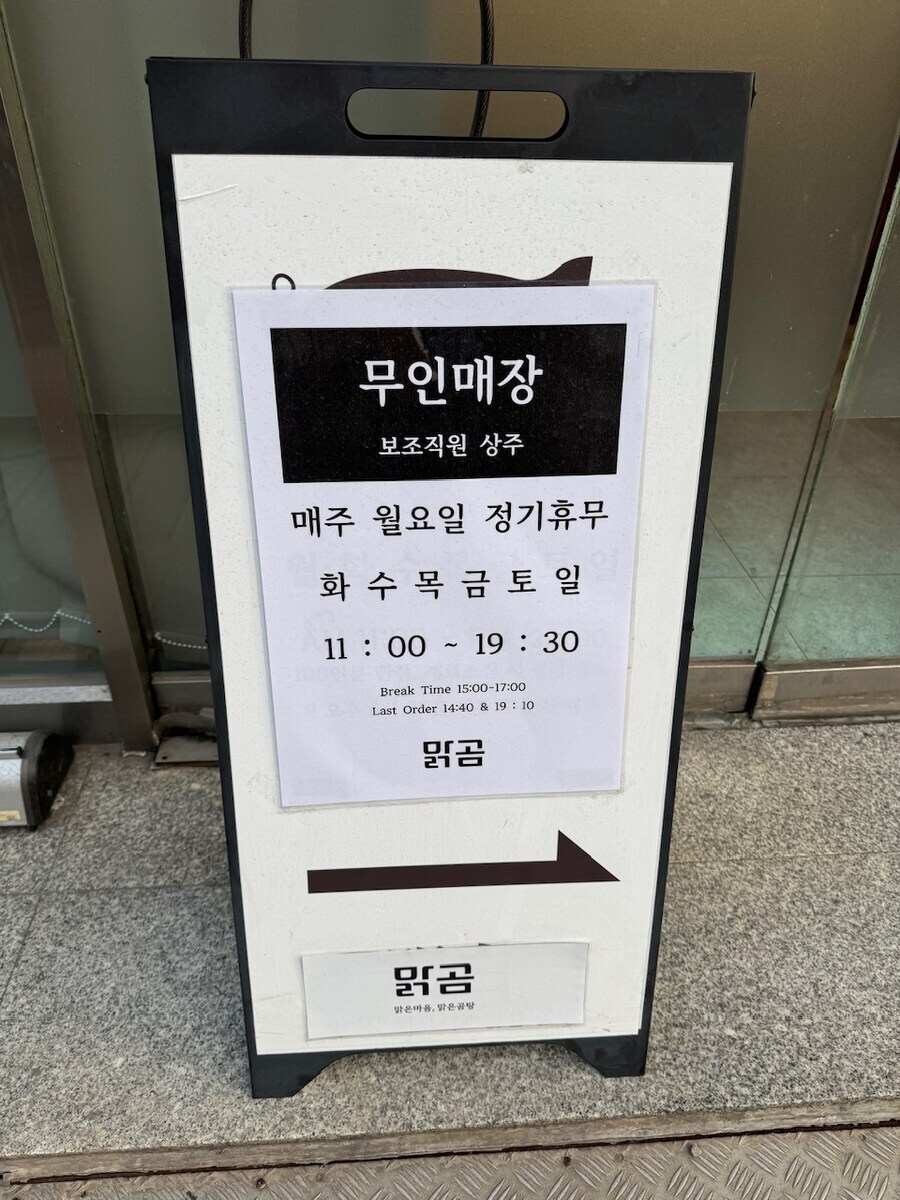 무인매장
보조직원 상주
매주 월요일 정기휴무
화 수 목 금 토 일
11 : 00 ~ 19 : 30
Break Time 15:00-17:00
Last Order 14:40 & 19 : 10
맑곰
맑곰
맑은마음, 맑은곰탕